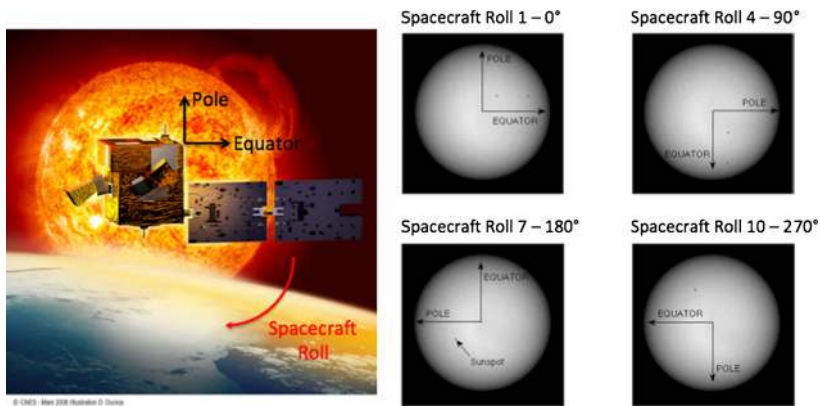 Spacecraft Roll 1 – 0°
POLE
EQUATOR
Spacecraft Roll 4 – 90°
POLE
EQUATOR
Pole
Equator
Spacecraft
Roll
Spacecraft Roll 7 – 180°
EQUATOR
POLE
Sunspot
Spacecraft Roll 10 – 270°
EQUATOR
POLE
© CNES - Mars 2006 Illustration D. Ducros